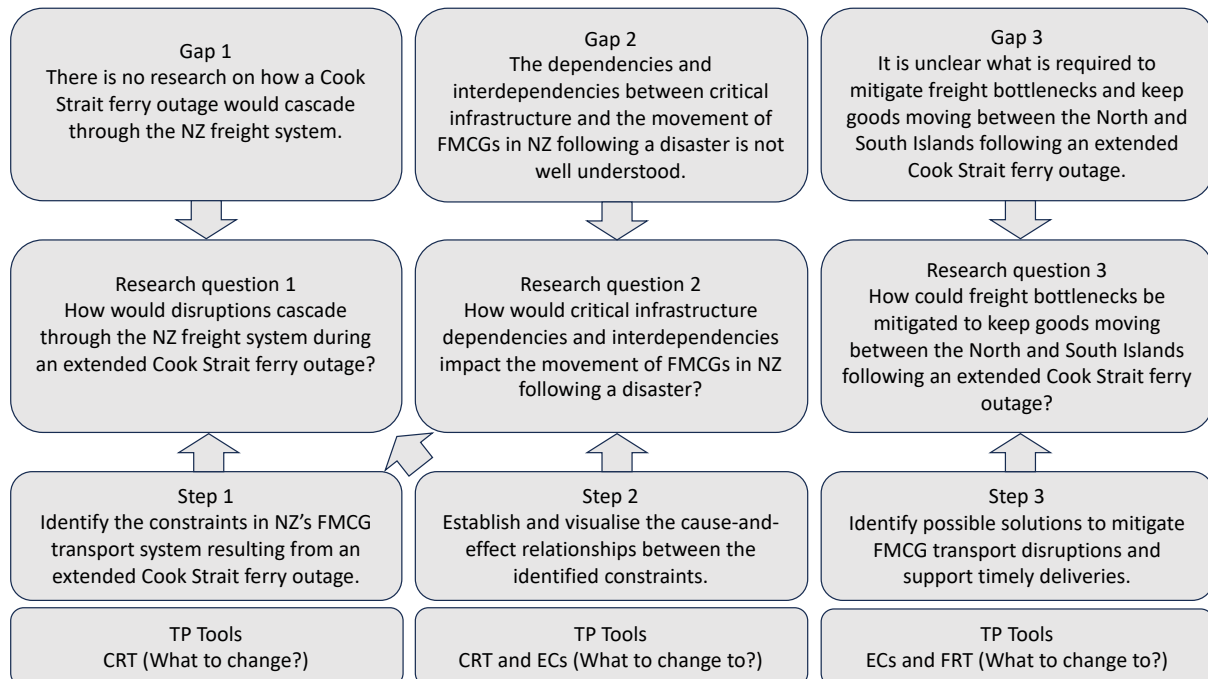 Gap 1
There is no research on how a Cook
Strait ferry outage would cascade
through the NZ freight system.
Gap 2
The dependencies and
interdependencies between critical
infrastructure and the movement of
FMCGs in NZ following a disaster is not
well understood.
Gap 3
It is unclear what is required to
mitigate freight bottlenecks and keep
goods moving between the North and
South Islands following an extended
Cook Strait ferry outage.
Research question 1
How would disruptions cascade
through the NZ freight system during
an extended Cook Strait ferry outage?
Research question 2
How would critical infrastructure
dependencies and interdependencies
impact the movement of FMCGs in NZ
following a disaster?
Research question 3
How could freight bottlenecks be
mitigated to keep goods moving
between the North and South Islands
following an extended Cook Strait ferry
outage?
Step 1
Identify the constraints in NZ’s FMCG
transport system resulting from an
extended Cook Strait ferry outage.
Step 2
Establish and visualise the cause-and-
effect relationships between the
identified constraints.
Step 3
Identify possible solutions to mitigate
FMCG transport disruptions and
support timely deliveries.
TP Tools
CRT (What to change?)
TP Tools
CRT and ECs (What to change to?)
TP Tools
ECs and FRT (What to change to?)